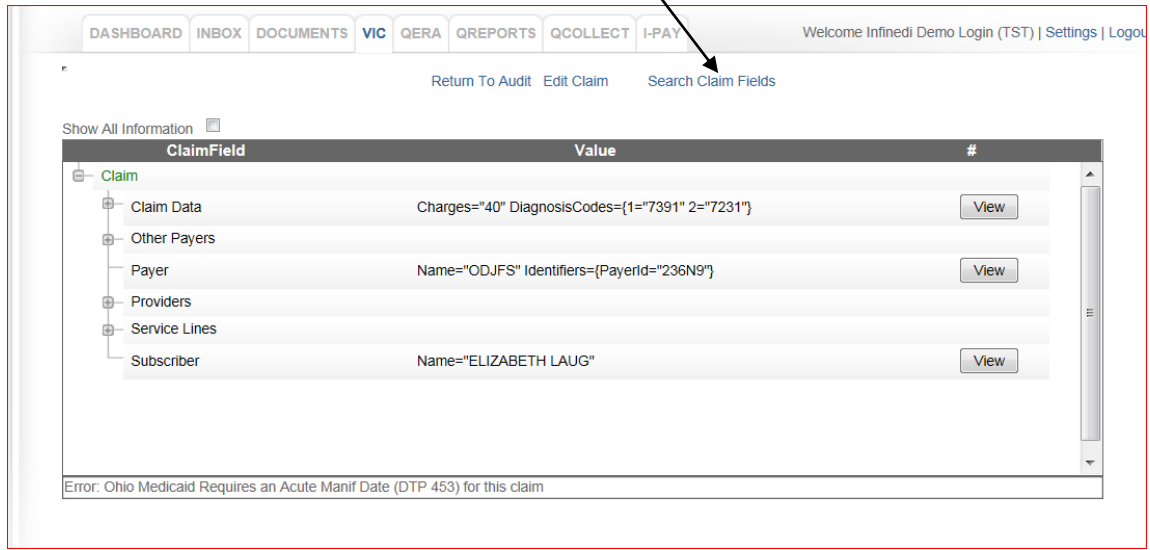 DASHBOARD INBOX DOCUMENTS VIC QERA QREPORTS QCOLLECT I-PAY Welcome Infinedi Demo Login (TST) | Settings | Logou
Return To Audit Edit Claim Search Claim Fields
Show All Information
ClaimField Value #
Claim
Claim Data Charges="40" DiagnosisCodes={1="7391" 2="7231"} View
Other Payers
Payer Name="ODJFS" Identifiers={PayerId="236N9"} View
Providers
Service Lines
Subscriber Name="ELIZABETH LAUG" View
Error: Ohio Medicaid Requires an Acute Manif Date (DTP 453) for this claim